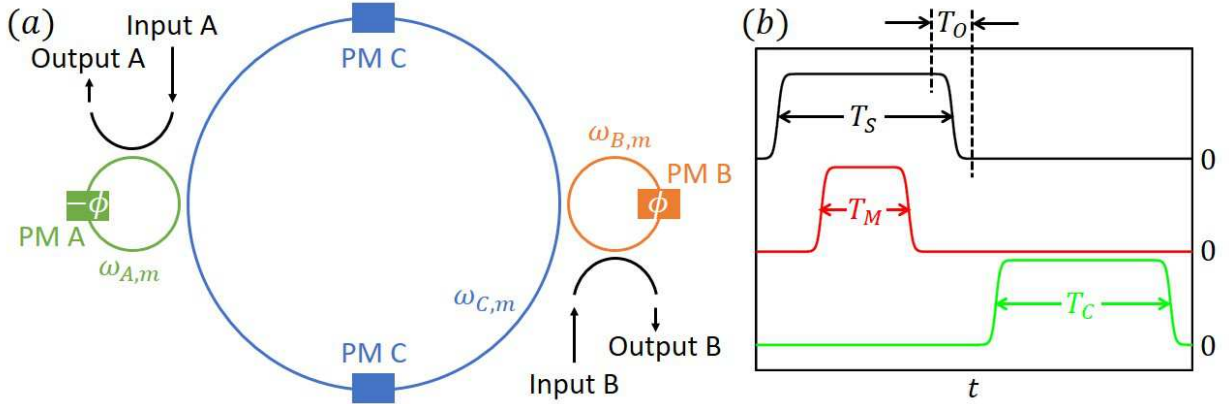 (a)
Input A
Output A
PM C
ω_{A,m}
PM A
−ϕ
ω_{C,m}
PM C
ω_{B,m}
PM B
ϕ
Input B
Output B
(b)
T_O
T_S
0
T_M
0
T_C
0
t